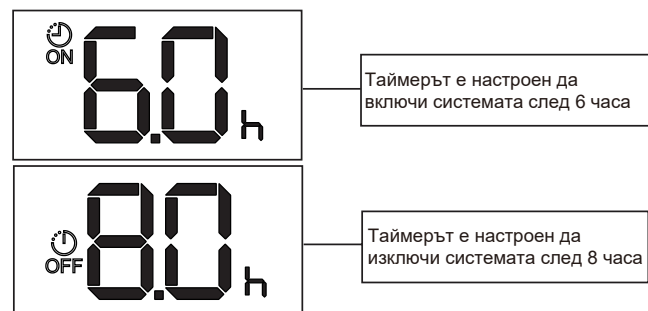 ON
6.0 h
Таймерът е настроен да
включи системата след 6 часа
OFF
8.0 h
Таймерът е настроен да
изключи системата след 8 часа